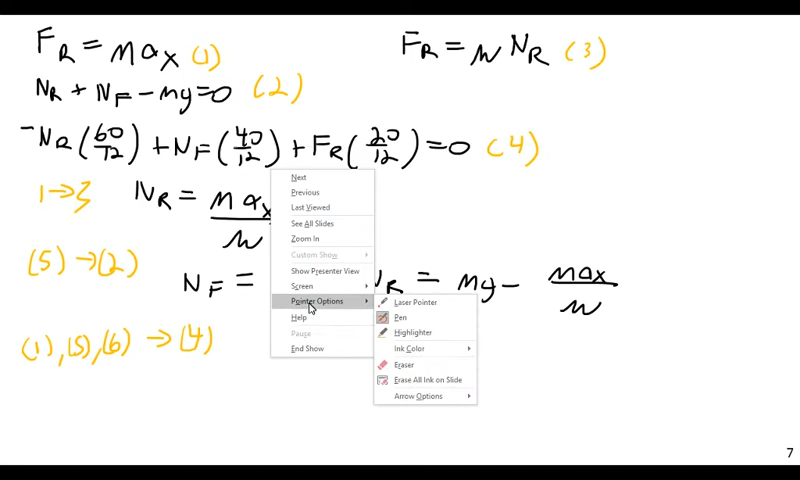 F_R = max (1)
F_R = μ N_R (3)
N_R + N_F - mg = 0 (2)
-N_R (60/12) + N_F (40/12) + F_R (20/12) = 0 (4)
1 → 3 N_R = max/μ
(5) → (2)
N_F = N_R = mg - max/μ
(1), (5), (6) → (4)
Next
Previous
Last Viewed
See All Slides
Zoom In
Custom Show
Show Presenter View
Screen
Pointer Options
Help
Pause
End Show
Laser Pointer
Pen
Highlighter
Ink Color
Eraser
Erase All Ink on Slide
Arrow Options
7